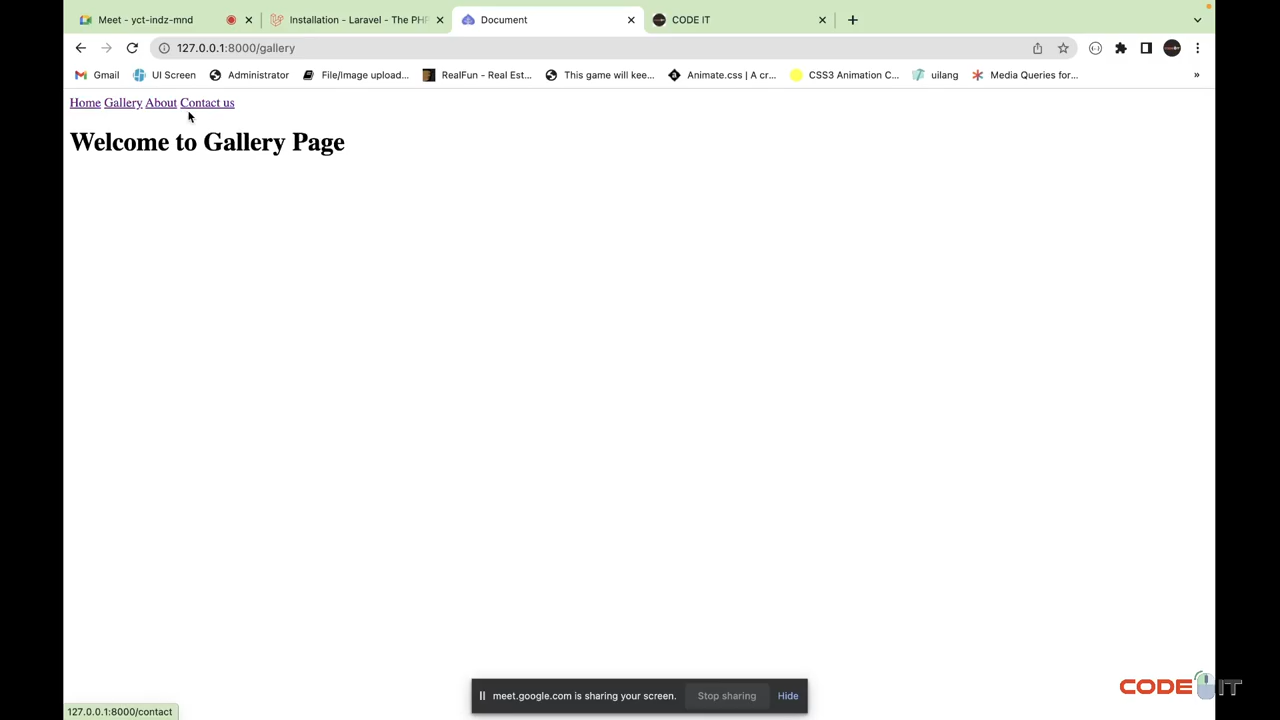 Meet - yct-indz-mnd
Installation - Laravel - The PHP
Document
CODE IT
127.0.0.1:8000/gallery
Gmail
UI Screen
Administrator
File/Image upload...
RealFun - Real Est...
This game will kee...
Animate.css | A cr...
CSS3 Animation C...
uilang
Media Queries for...
»
Home Gallery About Contact us
Welcome to Gallery Page
meet.google.com is sharing your screen.
Stop sharing
Hide
CODE IT
127.0.0.1:8000/contact